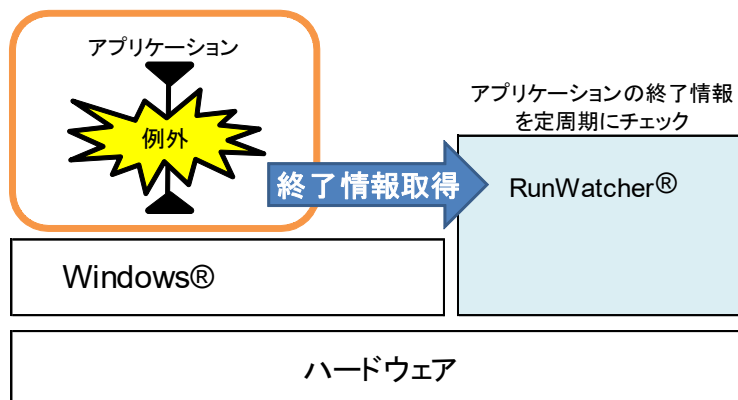 アプリケーション
例外
アプリケーションの終了情報
を定周期にチェック
終了情報取得
RunWatcher®
Windows®
ハードウェア